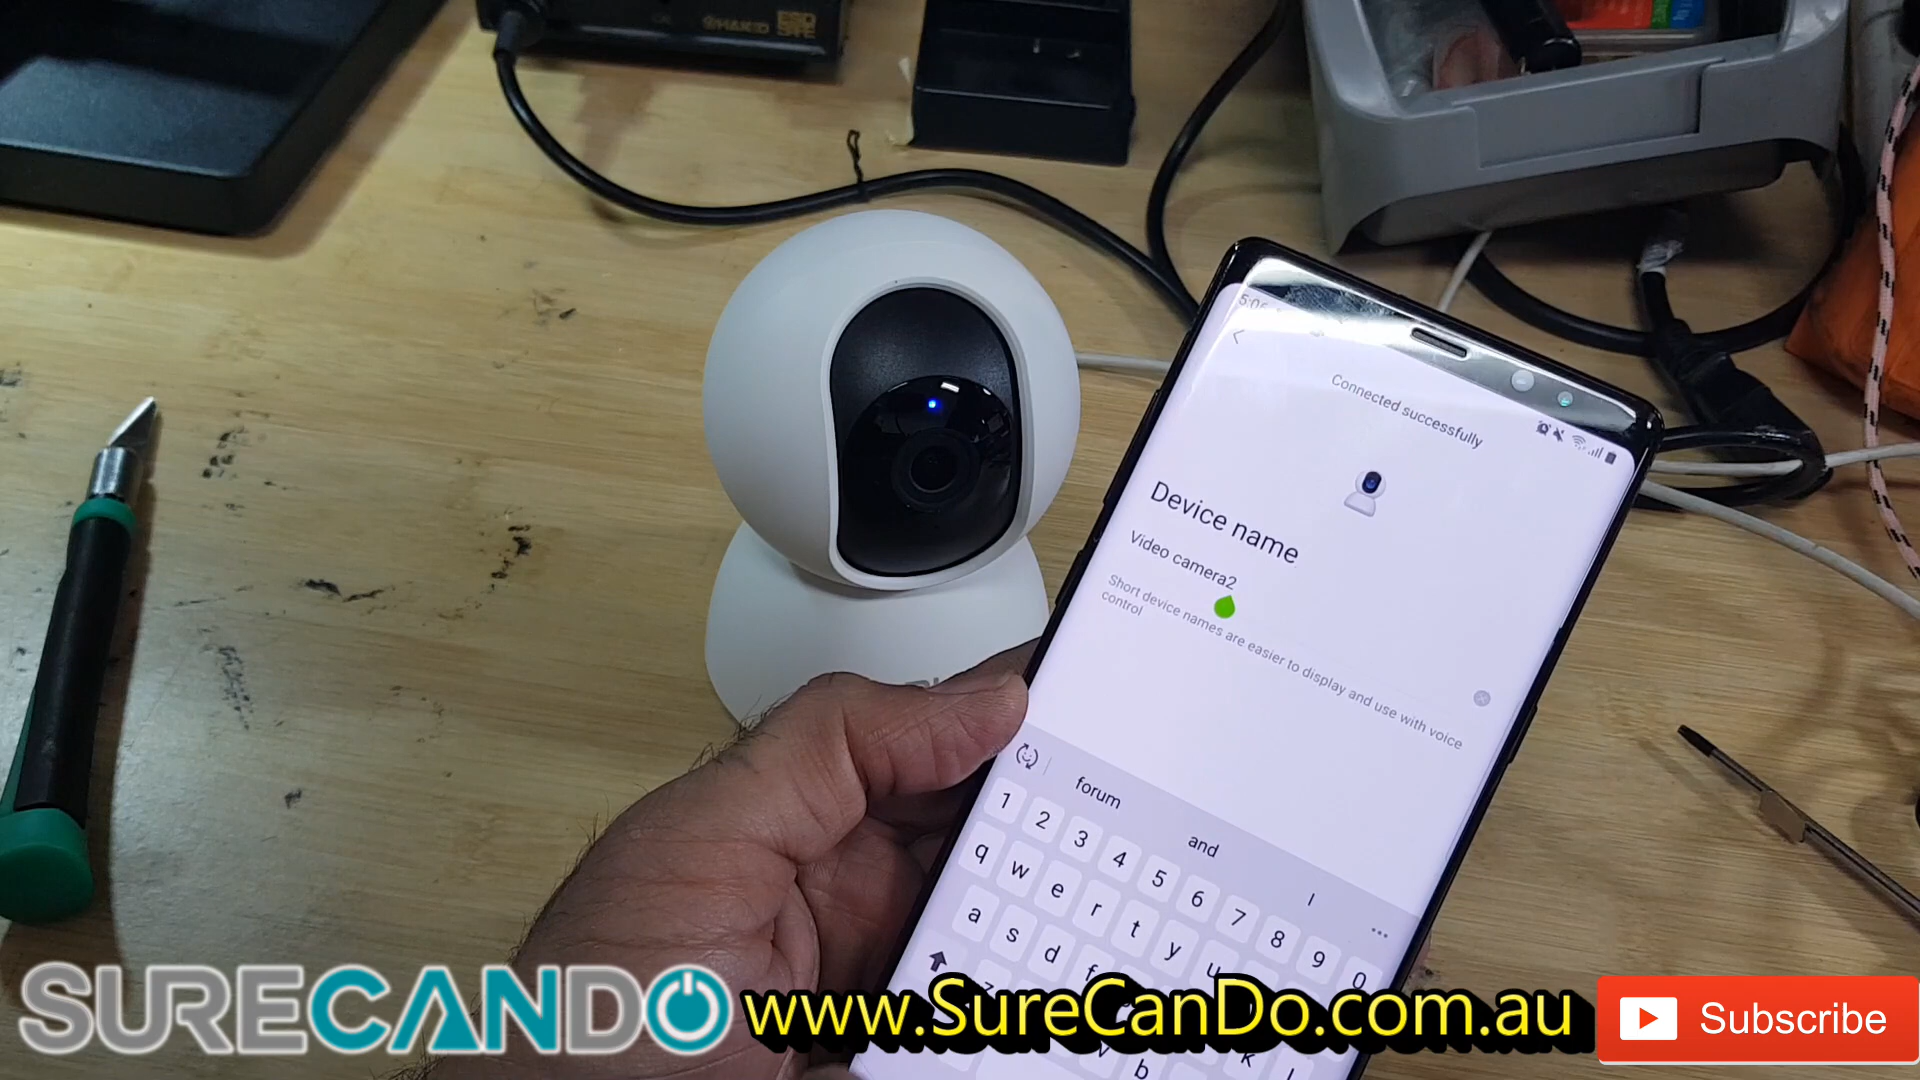 Connected successfully
Device name
Video camera2
Short device names are easier to display and use with voice
control
forum and I
1 2 3 4 5 6 7 8 9 0
q w e r t y u
a s d f
z v b k l
SURECANDO
www.SureCanDo.com.au
Subscribe